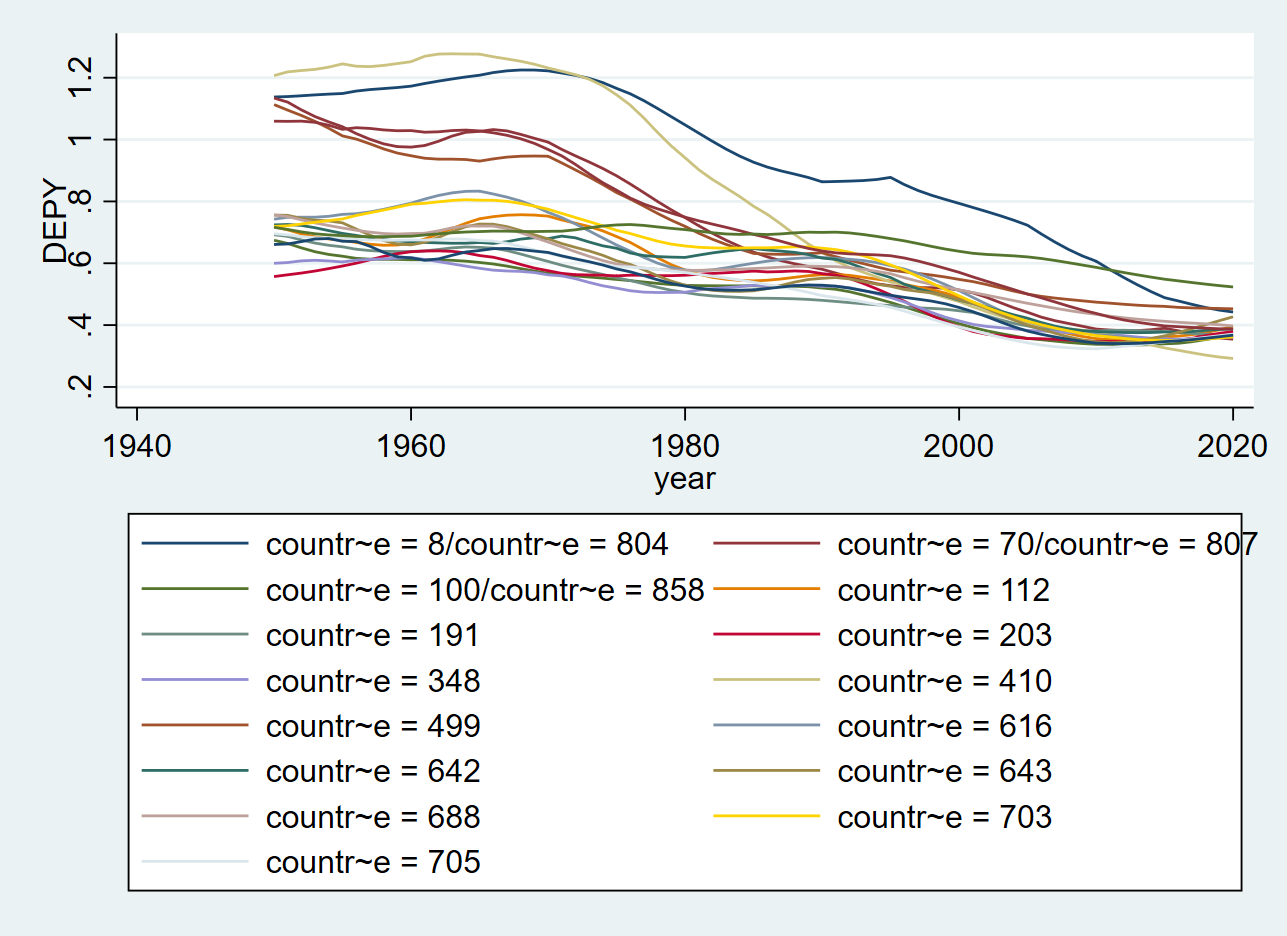 DEPY
1.2
1
.8
.6
.4
.2
1940 1960 1980 2000 2020
year
countr~e = 8/countr~e = 804 countr~e = 70/countr~e = 807
countr~e = 100/countr~e = 858 countr~e = 112
countr~e = 191 countr~e = 203
countr~e = 348 countr~e = 410
countr~e = 499 countr~e = 616
countr~e = 642 countr~e = 643
countr~e = 688 countr~e = 703
countr~e = 705